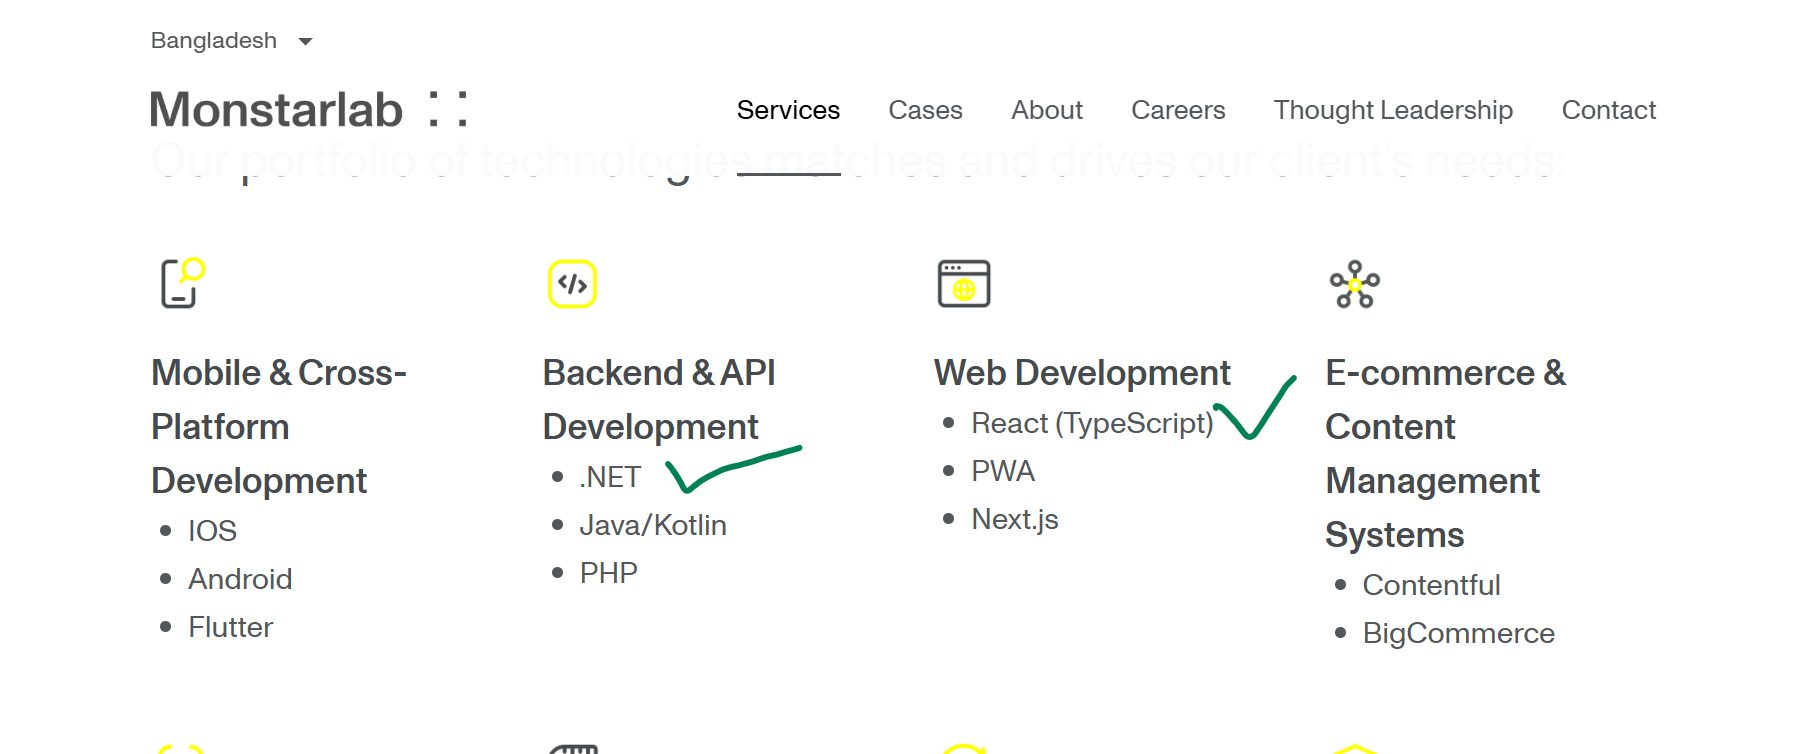 Bangladesh
Monstarlab
Services Cases About Careers Thought Leadership Contact
Our portfolio of technologies matches and drives our client's needs:
Mobile & Cross-
Platform
Development
IOS
Android
Flutter
Backend & API
Development
.NET
Java/Kotlin
PHP
Web Development
React (TypeScript)
PWA
Next.js
E-commerce &
Content
Management
Systems
Contentful
BigCommerce